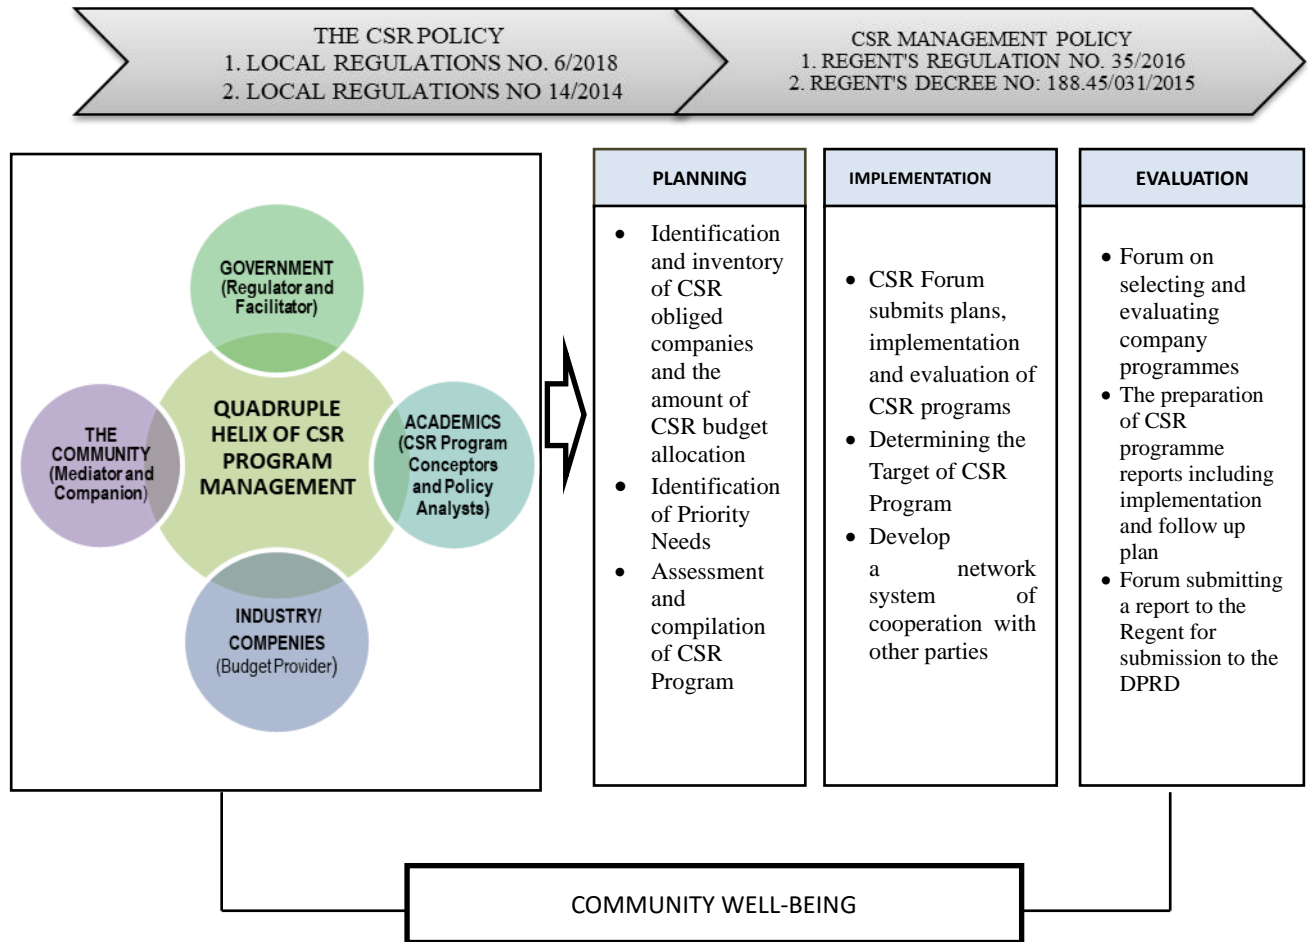 THE CSR POLICY
1. LOCAL REGULATIONS NO. 6/2018
2. LOCAL REGULATIONS NO 14/2014
CSR MANAGEMENT POLICY
1. REGENT'S REGULATION NO. 35/2016
2. REGENT'S DECREE NO: 188.45/031/2015
GOVERNMENT
(Regulator and
Facilitator)
THE
COMMUNITY
(Mediator and
Companion)
QUADRUPLE
HELIX OF CSR
PROGRAM
MANAGEMENT
ACADEMICS
(CSR Program
Conceptors
and Policy
Analysts)
INDUSTRY/
COMPENIES
(Budget Provider)
PLANNING
• Identification
and inventory
of CSR
obliged
companies
and the
amount of
CSR budget
allocation
• Identification
of Priority
Needs
• Assessment
and
compilation
of CSR
Program
IMPLEMENTATION
• CSR Forum
submits plans,
implementation
and evaluation of
CSR programs
• Determining the
Target of CSR
Program
• Develop
a network
system of
cooperation with
other parties
EVALUATION
• Forum on
selecting and
evaluating
company
programmes
• The preparation
of CSR
programme
reports including
implementation
and follow up
plan
• Forum submitting
a report to the
Regent for
submission to the
DPRD
COMMUNITY WELL-BEING